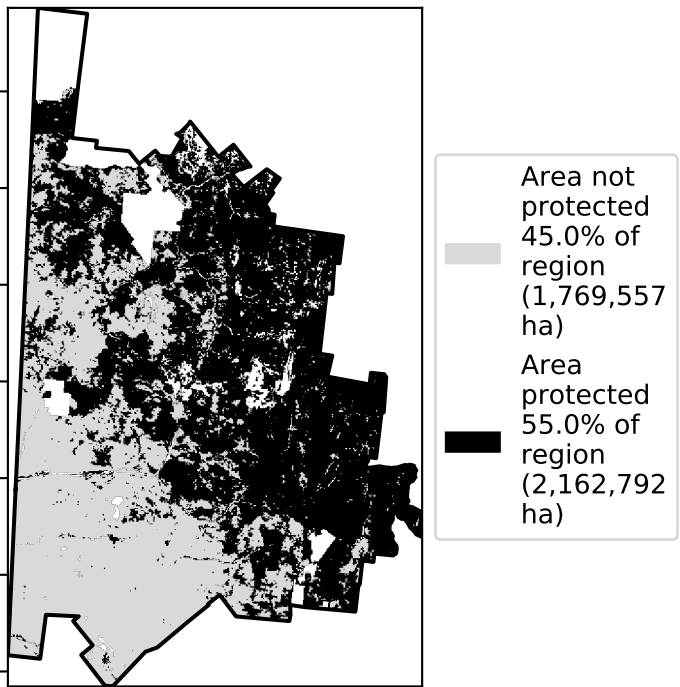 Area not
protected
45.0% of
region
(1,769,557
ha)
Area
protected
55.0% of
region
(2,162,792
ha)